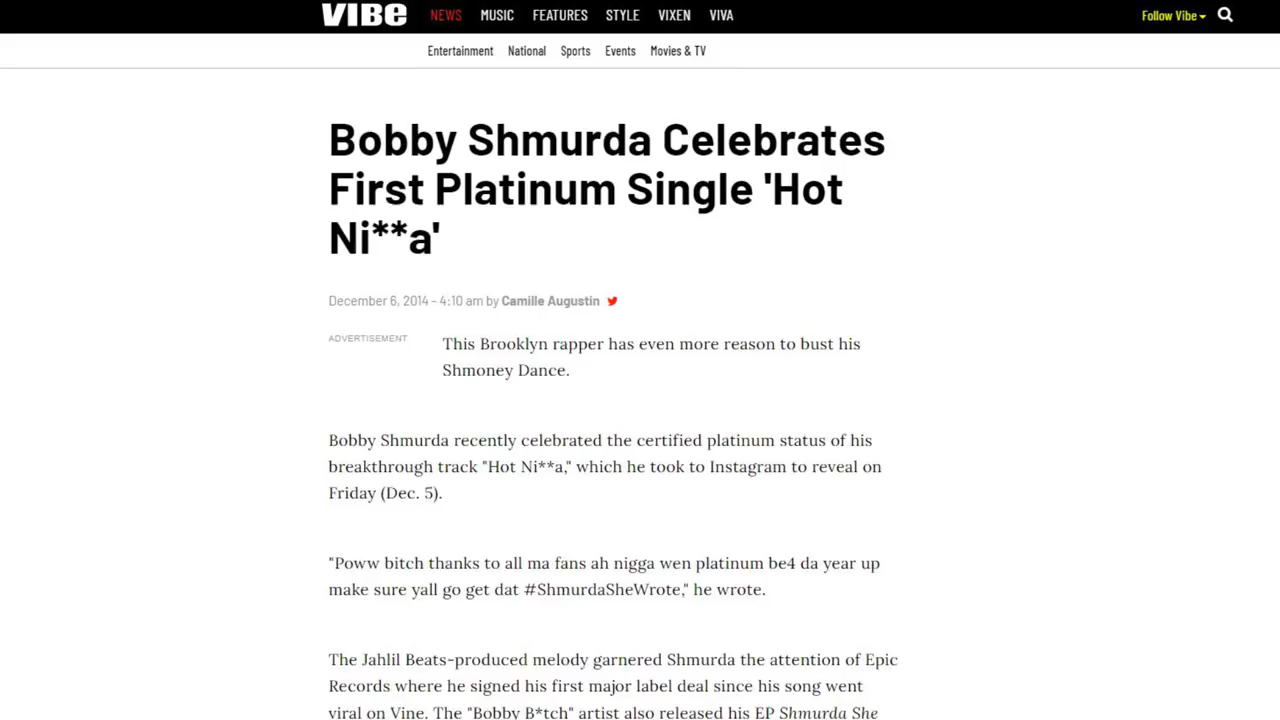 VIBE NEWS MUSIC FEATURES STYLE VIXEN VIVA Follow Vibe
Entertainment National Sports Events Movies & TV
Bobby Shmurda Celebrates
First Platinum Single 'Hot
Ni**a'
December 6, 2014 - 4:10 am by Camille Augustin
ADVERTISEMENT
This Brooklyn rapper has even more reason to bust his
Shmoney Dance.
Bobby Shmurda recently celebrated the certified platinum status of his
breakthrough track "Hot Ni**a," which he took to Instagram to reveal on
Friday (Dec. 5).
"Poww bitch thanks to all ma fans ah nigga wen platinum be4 da year up
make sure yall go get dat #ShmurdaSheWrote," he wrote.
The Jahlil Beats-produced melody garnered Shmurda the attention of Epic
Records where he signed his first major label deal since his song went
viral on Vine. The "Bobby B*tch" artist also released his EP Shmurda She